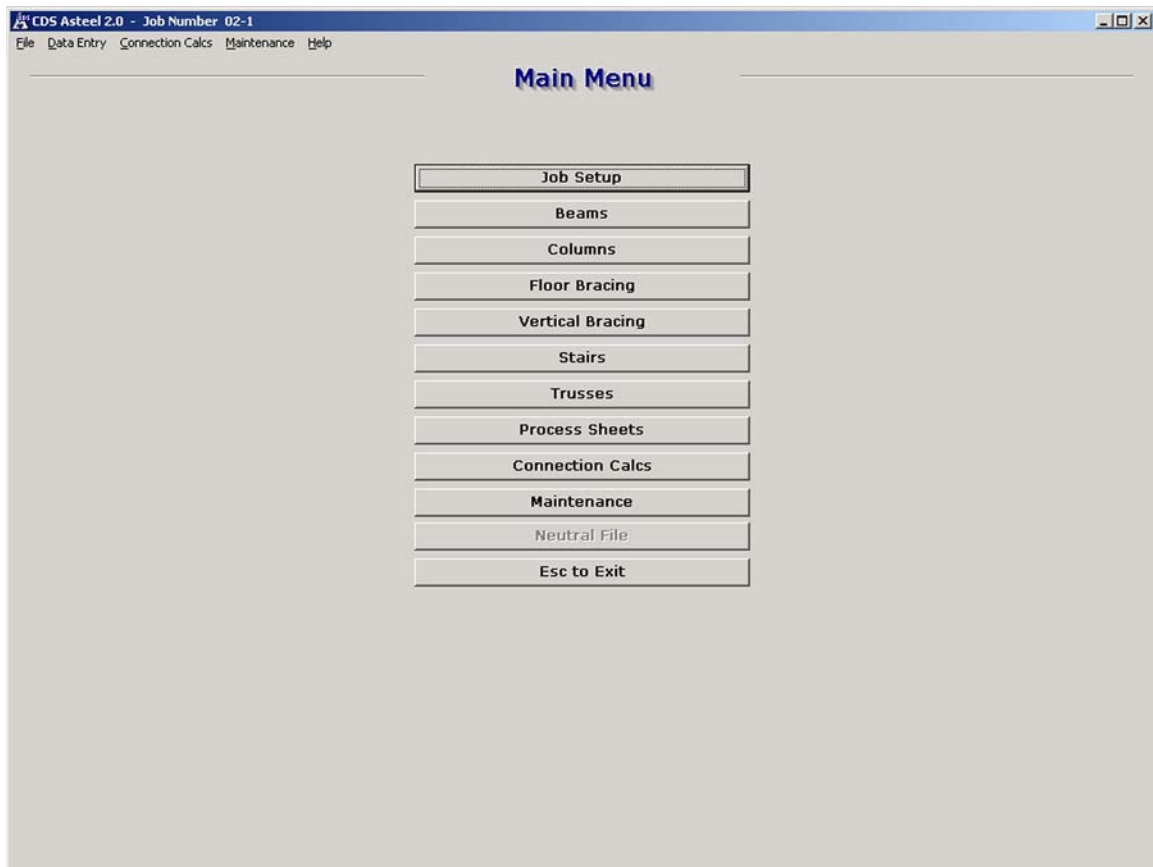 CDS Asteel 2.0 - Job Number 02-1
File Data Entry Connection Calcs Maintenance Help
Main Menu
Job Setup
Beams
Columns
Floor Bracing
Vertical Bracing
Stairs
Trusses
Process Sheets
Connection Calcs
Maintenance
Neutral File
Esc to Exit